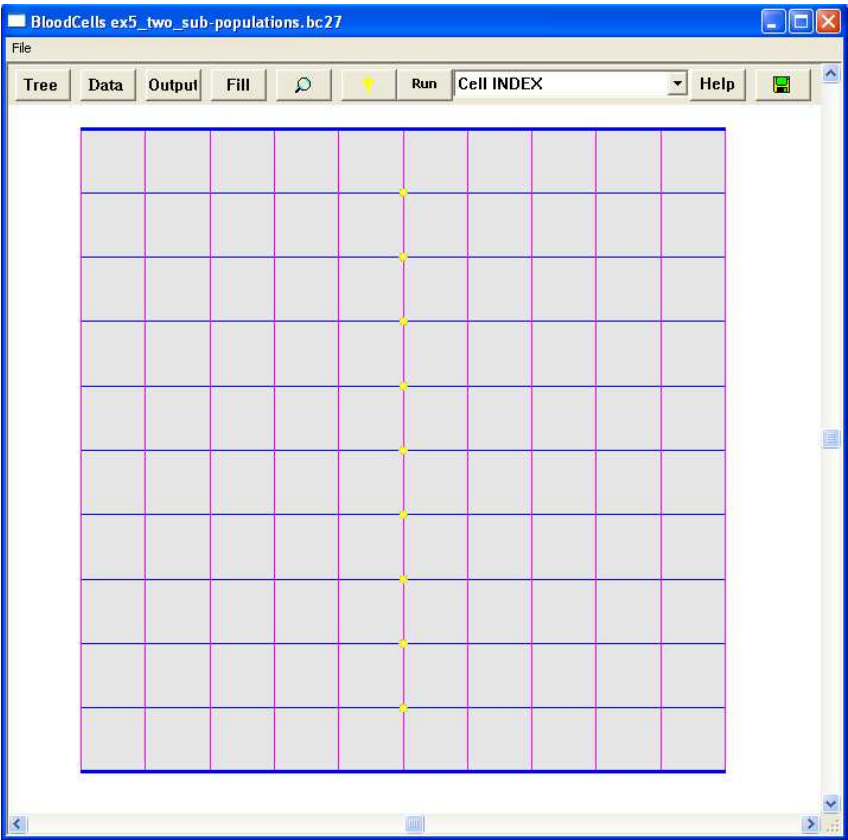 BloodCells ex5_two_sub-populations.bc27
File
Tree Data Output Fill Run Cell INDEX Help